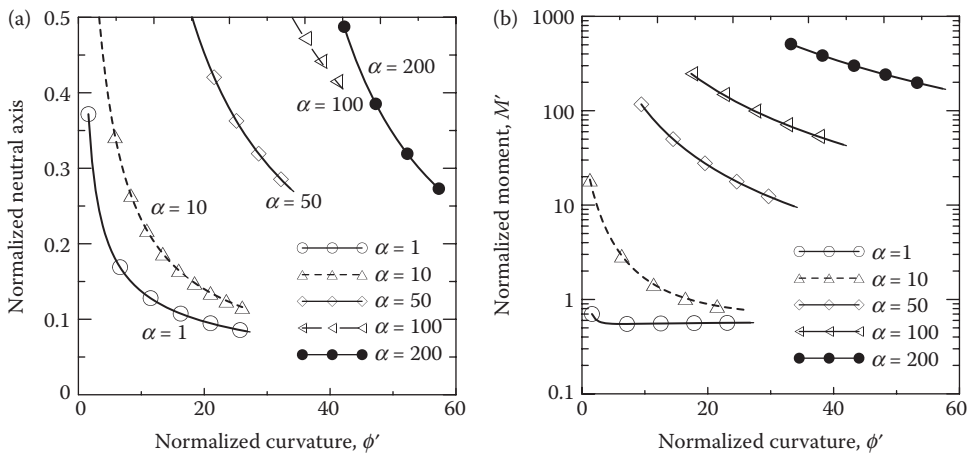 (a)
0.5
0.4
0.3
0.2
0.1
0
Normalized neutral axis
α = 200
α = 100
α = 10
α = 50
α = 1
α = 1
α = 10
α = 50
α = 100
α = 200
0 20 40 60
Normalized curvature, ϕ′
(b)
1000
100
10
1
0.1
Normalized moment, M′
α = 1
α = 10
α = 50
α = 100
α = 200
0 20 40 60
Normalized curvature, ϕ′